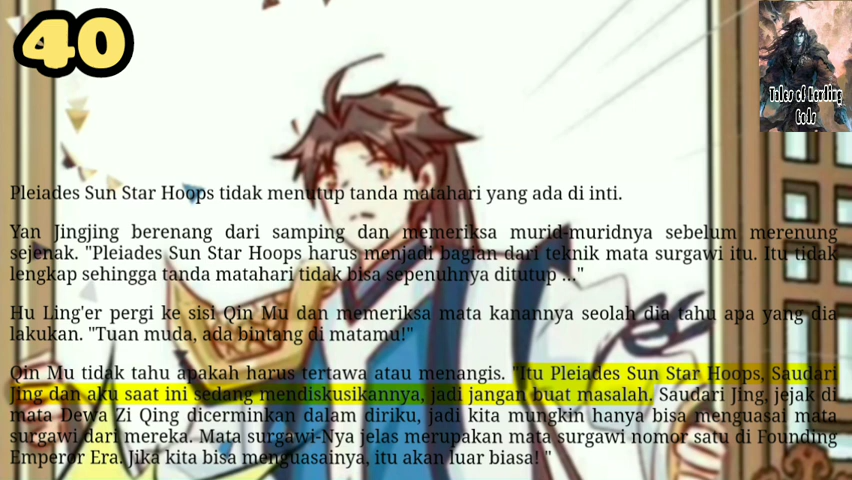 40
Tales of Herding
Gods
Pleiades Sun Star Hoops tidak menutup tanda matahari yang ada di inti.
Yan Jingjing berenang dari samping dan memeriksa murid-muridnya sebelum merenung
sejenak. "Pleiades Sun Star Hoops harus menjadi bagian dari teknik mata surgawi itu. Itu tidak
lengkap sehingga tanda matahari tidak bisa sepenuhnya ditutup ..."
Hu Ling'er pergi ke sisi Qin Mu dan memeriksa mata kanannya seolah dia tahu apa yang dia
lakukan. "Tuan muda, ada bintang di matamu!"
Qin Mu tidak tahu apakah harus tertawa atau menangis. "Itu Pleiades Sun Star Hoops, Saudari
Jing dan aku saat ini sedang mendiskusikannya, jadi jangan buat masalah. Saudari Jing, jejak di
mata Dewa Zi Qing dicerminkan dalam diriku, jadi kita mungkin hanya bisa menguasai mata
surgawi dari mereka. Mata surgawi-Nya jelas merupakan mata surgawi nomor satu di Founding
Emperor Era. Jika kita bisa menguasainya, itu akan luar biasa! "